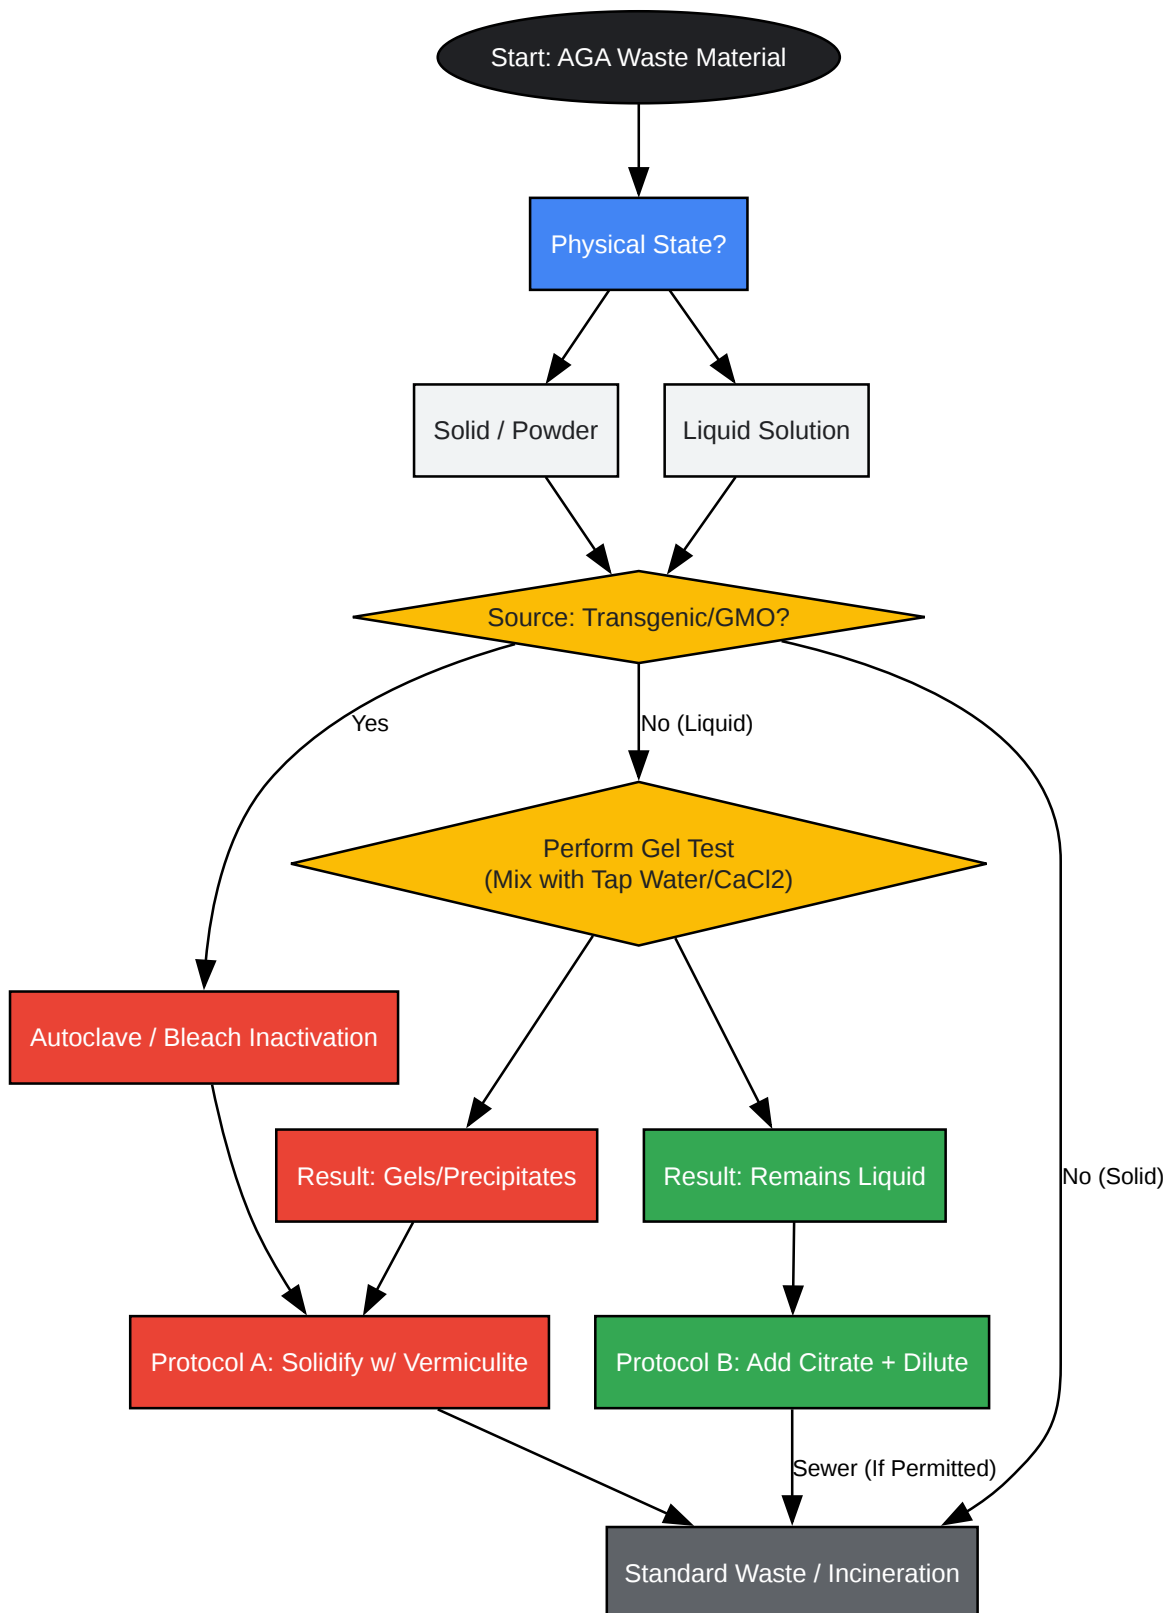 Start: AGA Waste Material
Physical State?
Solid / Powder
Liquid Solution
Source: Transgenic/GMO?
Yes
No (Liquid)
Perform Gel Test
(Mix with Tap Water/CaCl2)
Autoclave / Bleach Inactivation
Result: Gels/Precipitates
Result: Remains Liquid
No (Solid)
Protocol A: Solidify w/ Vermiculite
Protocol B: Add Citrate + Dilute
Sewer (If Permitted)
Standard Waste / Incineration